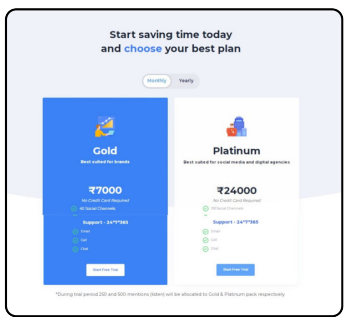 Start saving
time today
and choose your best plan
Monthly
Yearly
Gold
Best suited for brands
₹7000
No Credit Card Required
All Social Channels
Support - 24*7*365
Email
Call
Chat
Start Free Trial
Platinum
Best suited for social media and digital agencies
₹24000
No Credit Card Required
All Social Channels
Support - 24*7*365
Email
Call
Chat
Start Free Trial
*During trial period 250 and 500 mentions (later) will be allocated to Gold & Platinum pack respectively